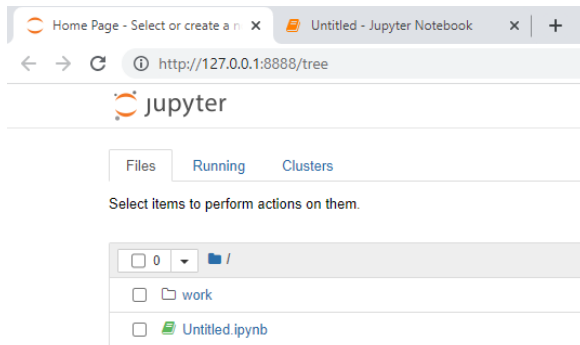 Home Page - Select or create a n Untitled - Jupyter Notebook
http://127.0.0.1:8888/tree
jupyter
Files Running Clusters
Select items to perform actions on them.
0 /
work
Untitled.ipynb